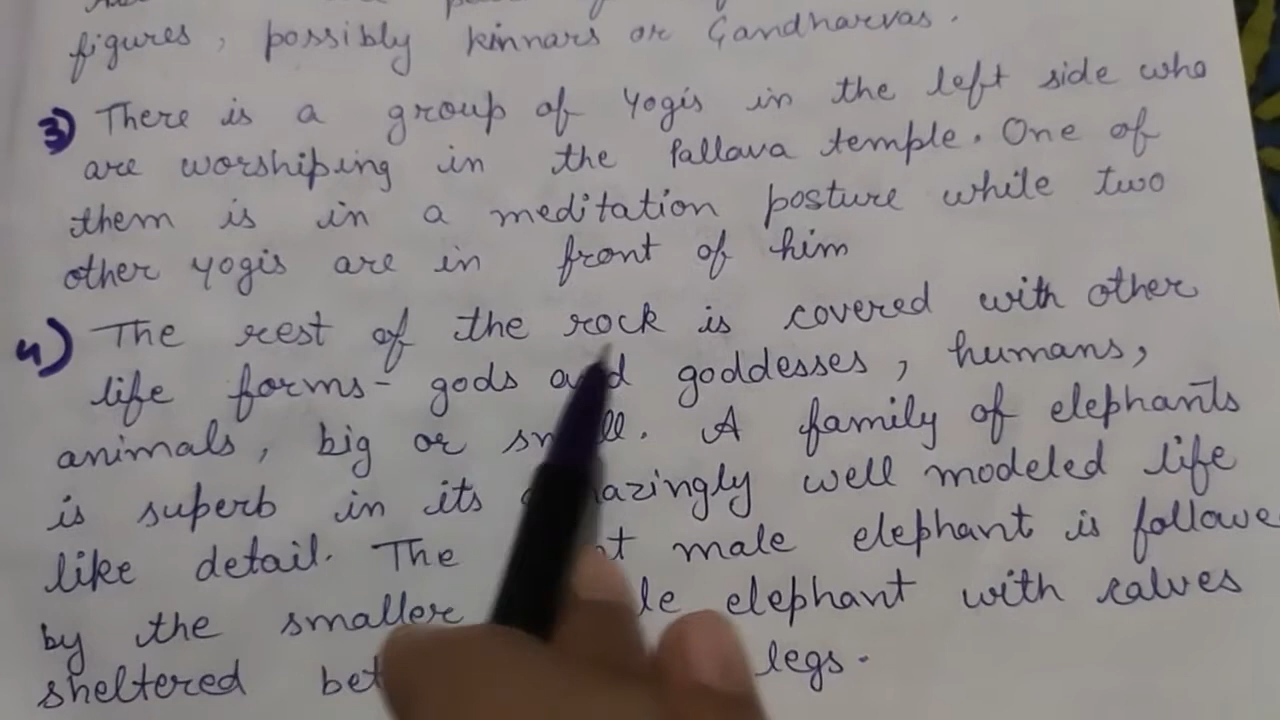 figures, possibly kinnars or Gandharvas.
3) There is a group of Yogis in the left side who
are worshiping in the Pallava temple. One of
them is in a meditation posture while two
other yogis are in front of him
4) The rest of the rock is covered with other
life forms- gods and goddesses, humans,
animals, big or small. A family of elephants
is superb in its amazingly well modeled life
like detail. The male elephant is followe
by the smaller elephant with calves
sheltered legs.